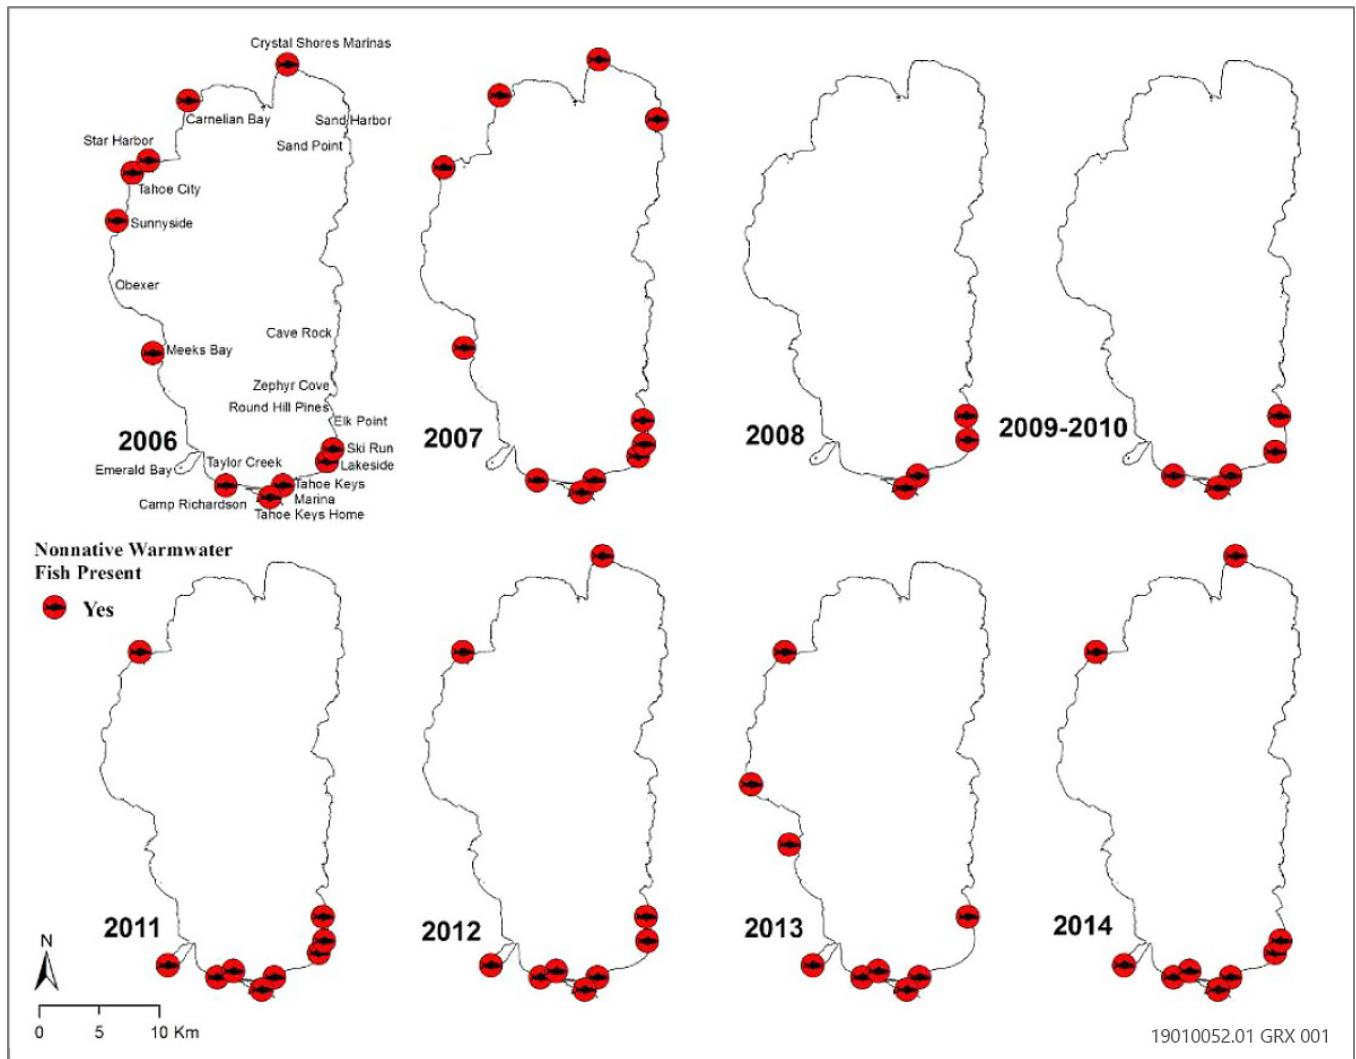 Crystal Shores Marinas
Carnelian Bay
Sand Harbor
Star Harbor
Sand Point
Tahoe City
Sunnyside
Obexer
Cave Rock
Meeks Bay
Zephyr Cove
Round Hill Pines
Elk Point
2006
2007
2008
2009-2010
Ski Run
Taylor Creek
Lakeside
Emerald Bay
Tahoe Keys
Marina
Camp Richardson
Tahoe Keys Home
Nonnative Warmwater
Fish Present
Yes
2011
2012
2013
2014
N
0 5 10 Km
19010052.01 GRX 001